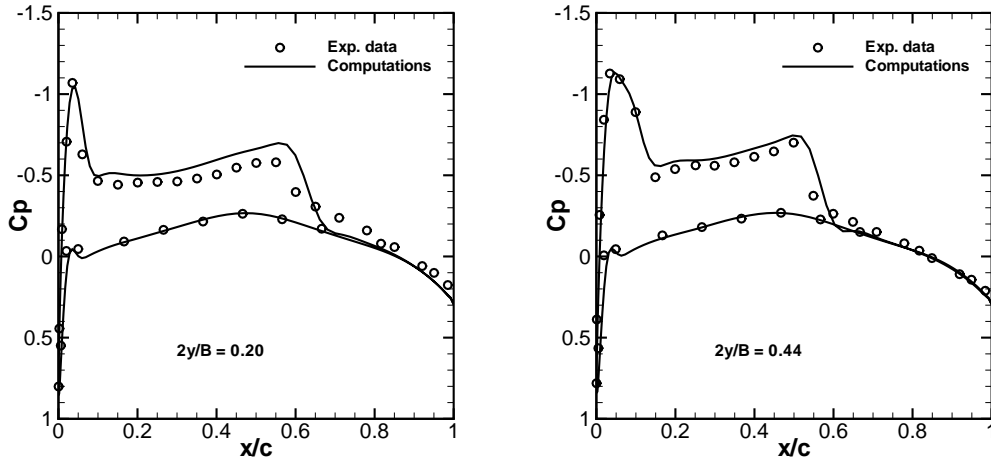 -1.5
-1
-0.5
0
0.5
1
Cp
0
0.2
0.4
0.6
0.8
1
x/c
Exp. data
Computations
2y/B = 0.20
-1.5
-1
-0.5
0
0.5
1
Cp
0
0.2
0.4
0.6
0.8
1
x/c
Exp. data
Computations
2y/B = 0.44